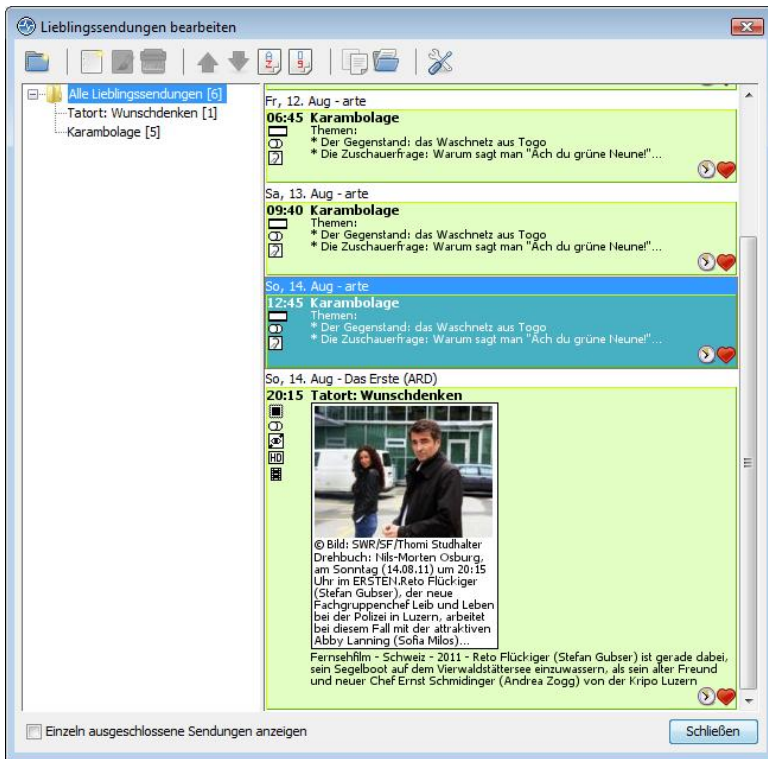 Lieblingssendungen bearbeiten
Alle Lieblingssendungen [6]
Tatort: Wunschdenken [1]
Karambolage [5]
Fr, 12. Aug - arte
06:45 Karambolage
Themen:
* Der Gegenstand: das Waschnetz aus Togo
* Die Zuschauerfrage: Warum sagt man "Ach du grüne Neune!"...
Sa, 13. Aug - arte
09:40 Karambolage
Themen:
* Der Gegenstand: das Waschnetz aus Togo
* Die Zuschauerfrage: Warum sagt man "Ach du grüne Neune!"...
So, 14. Aug - arte
12:45 Karambolage
Themen:
* Der Gegenstand: das Waschnetz aus Togo
* Die Zuschauerfrage: Warum sagt man "Ach du grüne Neune!"...
So, 14. Aug - Das Erste (ARD)
20:15 Tatort: Wunschdenken
HD
© Bild: SWR/SF/Thomi Studhalter
Drehbuch: Nils-Morten Osburg,
am Sonntag (14.08.11) um 20:15
Uhr im ERSTEN.Reto Flückiger
(Stefan Gubser), der neue
Fachgruppenchef Leib und Leben
bei der Polizei in Luzern, arbeitet
bei diesem Fall mit der attraktiven
Abby Lanning (Sofia Milos)...
Fernsehfilm - Schweiz - 2011 - Reto Flückiger (Stefan Gubser) ist gerade dabei,
sein Segelboot auf dem Vierwaldstättersee einzuwassern, als sein alter Freund
und neuer Chef Ernst Schmidinger (Andrea Zogg) von der Kripo Luzern
Einzeln ausgeschlossene Sendungen anzeigen
Schließen